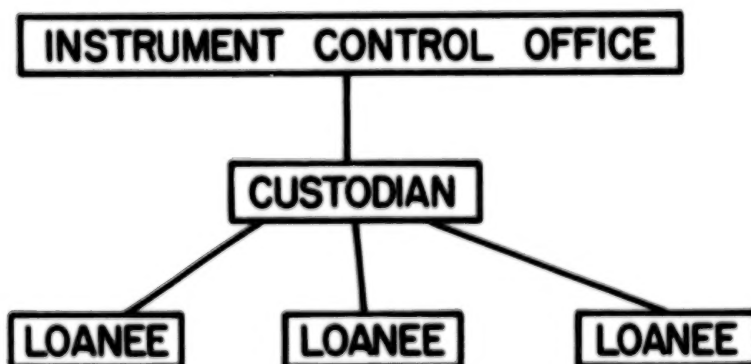 INSTRUMENT CONTROL OFFICE
CUSTODIAN
LOANEE LOANEE LOANEE